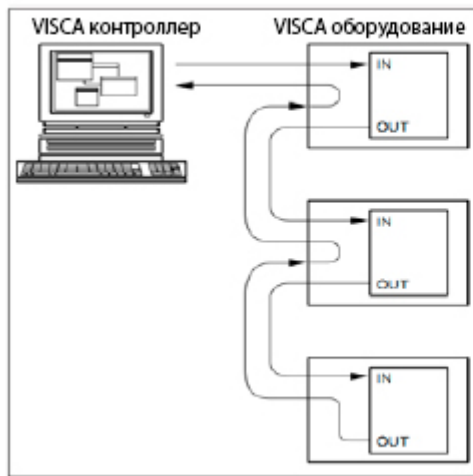 VISCA контроллер
VISCA оборудование
IN
OUT
IN
OUT
IN
OUT